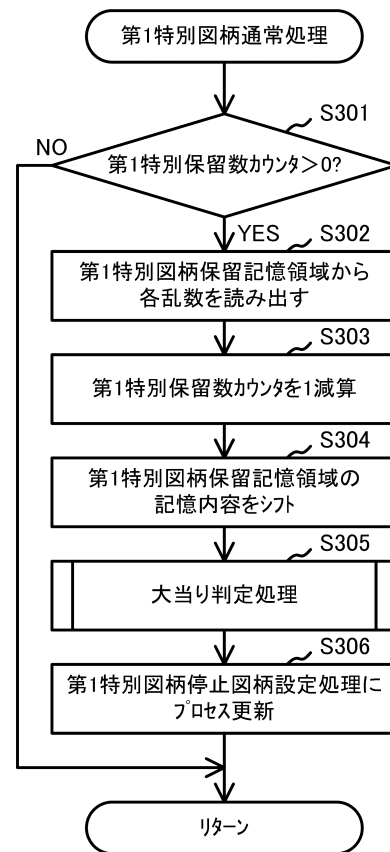 第1特別図柄通常処理
S301
NO
第1特別保留数カウンタ＞0?
YES
S302
第1特別図柄保留記憶領域から
各乱数を読み出す
S303
第1特別保留数カウンタを1減算
S304
第1特別図柄保留記憶領域の
記憶内容をシフト
S305
大当り判定処理
S306
第1特別図柄停止図柄設定処理に
プロセス更新
リターン